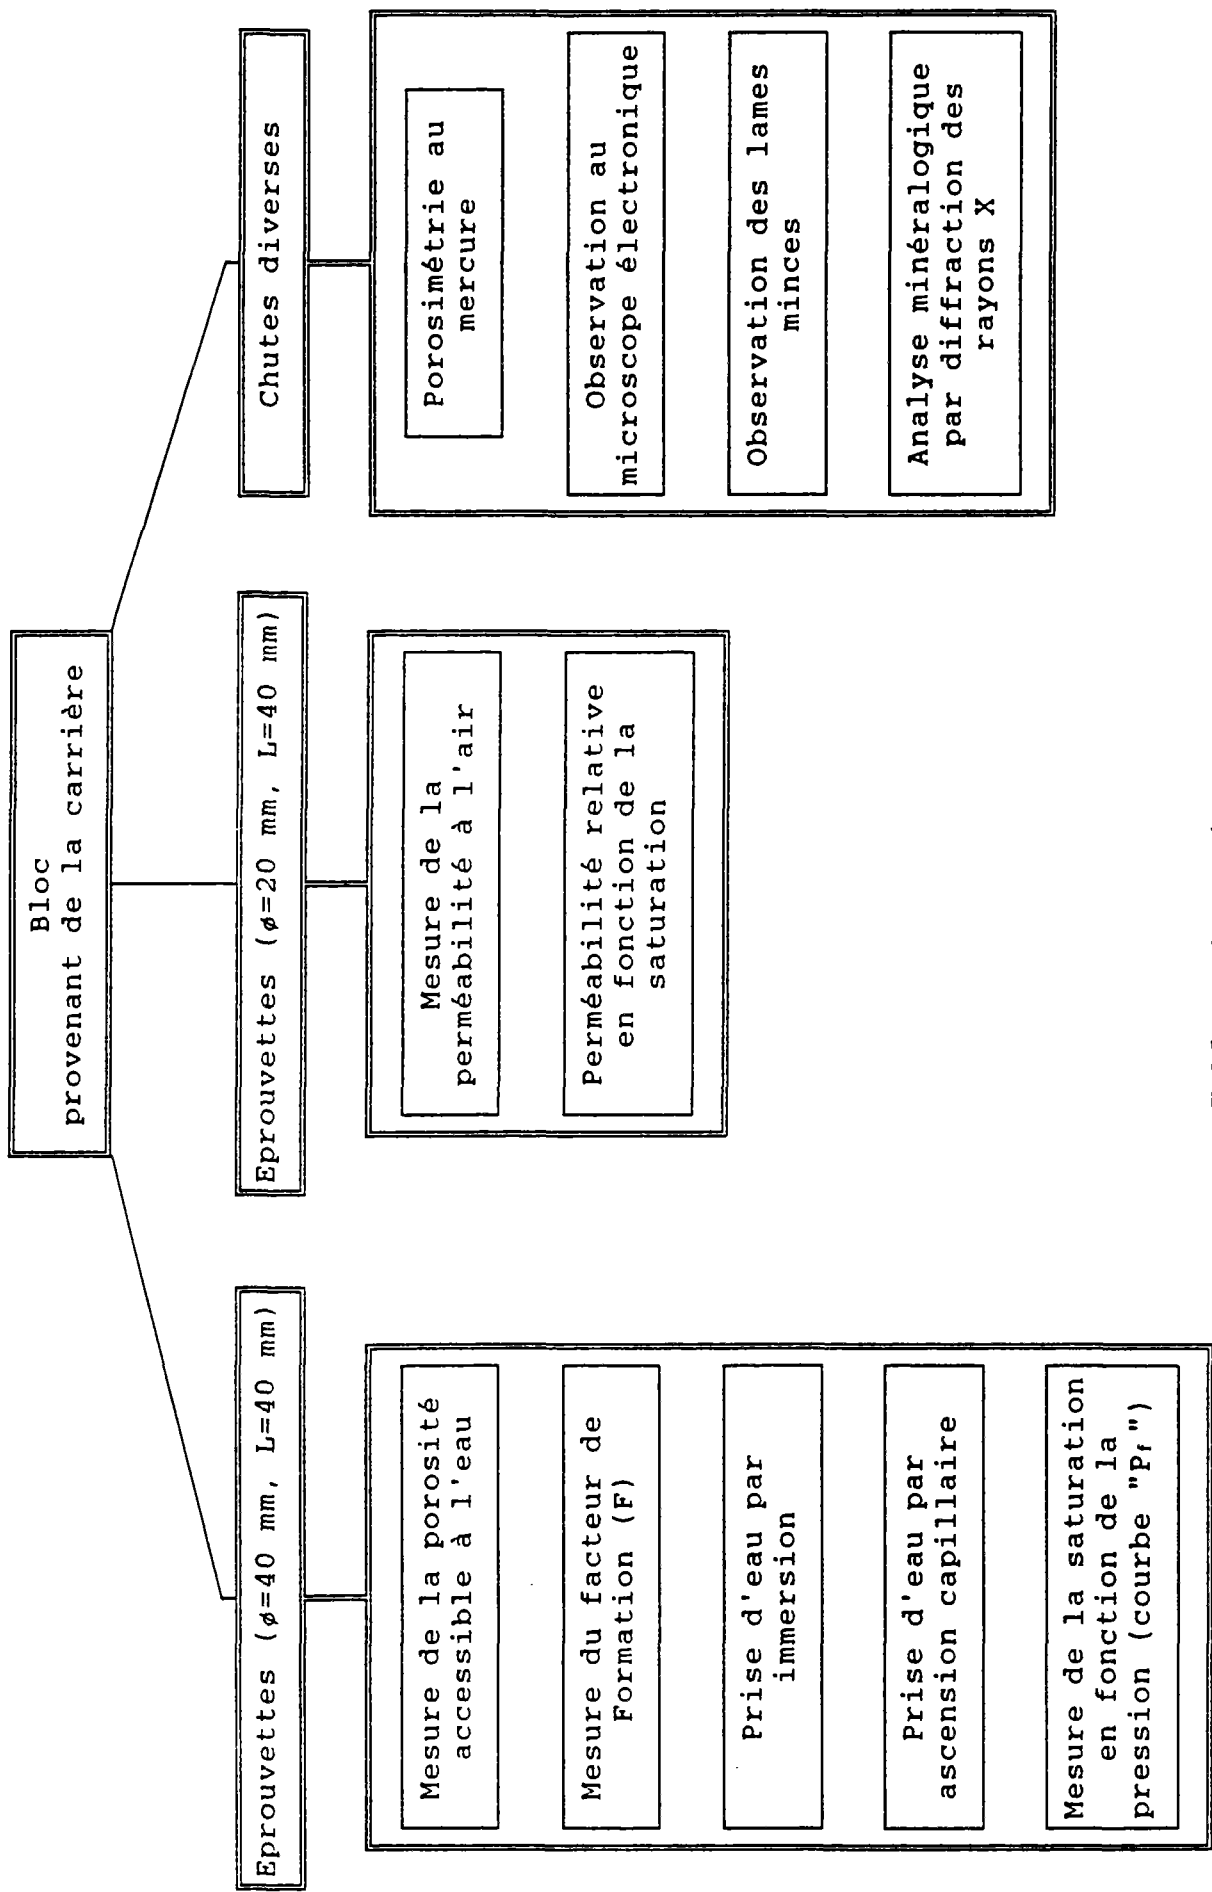 Bloc
provenant de la carrière
Eprouvettes (ø=40 mm, L=40 mm)
Mesure de la porosité
accessible à l'eau
Mesure du facteur de
Formation (F)
Prise d'eau par
immersion
Prise d'eau par
ascension capillaire
Mesure de la saturation
en fonction de la
pression (courbe "Pf")
Eprouvettes (ø=20 mm, L=40 mm)
Mesure de la
perméabilité à l'air
Perméabilité relative
en fonction de la
saturation
Chutes diverses
Porosimétrie au
mercure
Observation au
microscope électronique
Observation des lames
minces
Analyse minéralogique
par diffraction des
rayons X